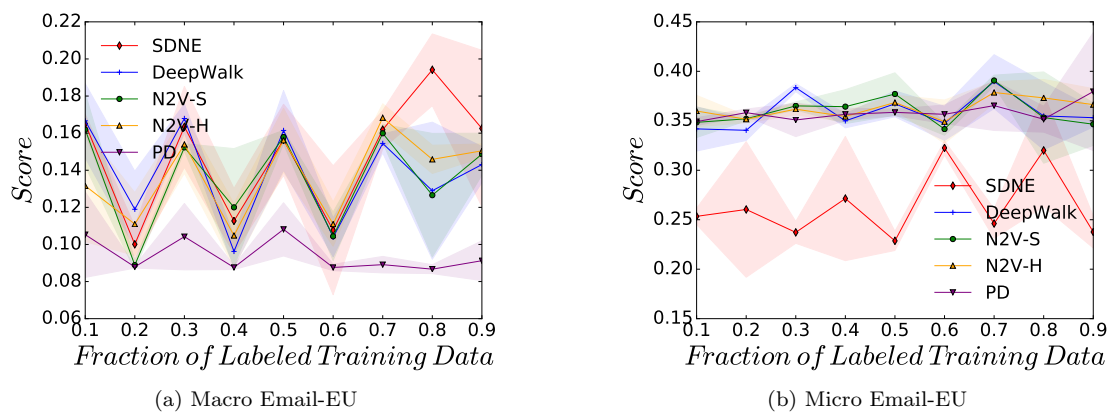 0.22
0.20
0.18
0.16
0.14
0.12
0.10
0.08
0.06
Score
SDNE
DeepWalk
N2V-S
N2V-H
PD
0.1 0.2 0.3 0.4 0.5 0.6 0.7 0.8 0.9
Fraction of Labeled Training Data
(a) Macro Email-EU
0.45
0.40
0.35
0.30
0.25
0.20
0.15
Score
SDNE
DeepWalk
N2V-S
N2V-H
PD
0.1 0.2 0.3 0.4 0.5 0.6 0.7 0.8 0.9
Fraction of Labeled Training Data
(b) Micro Email-EU